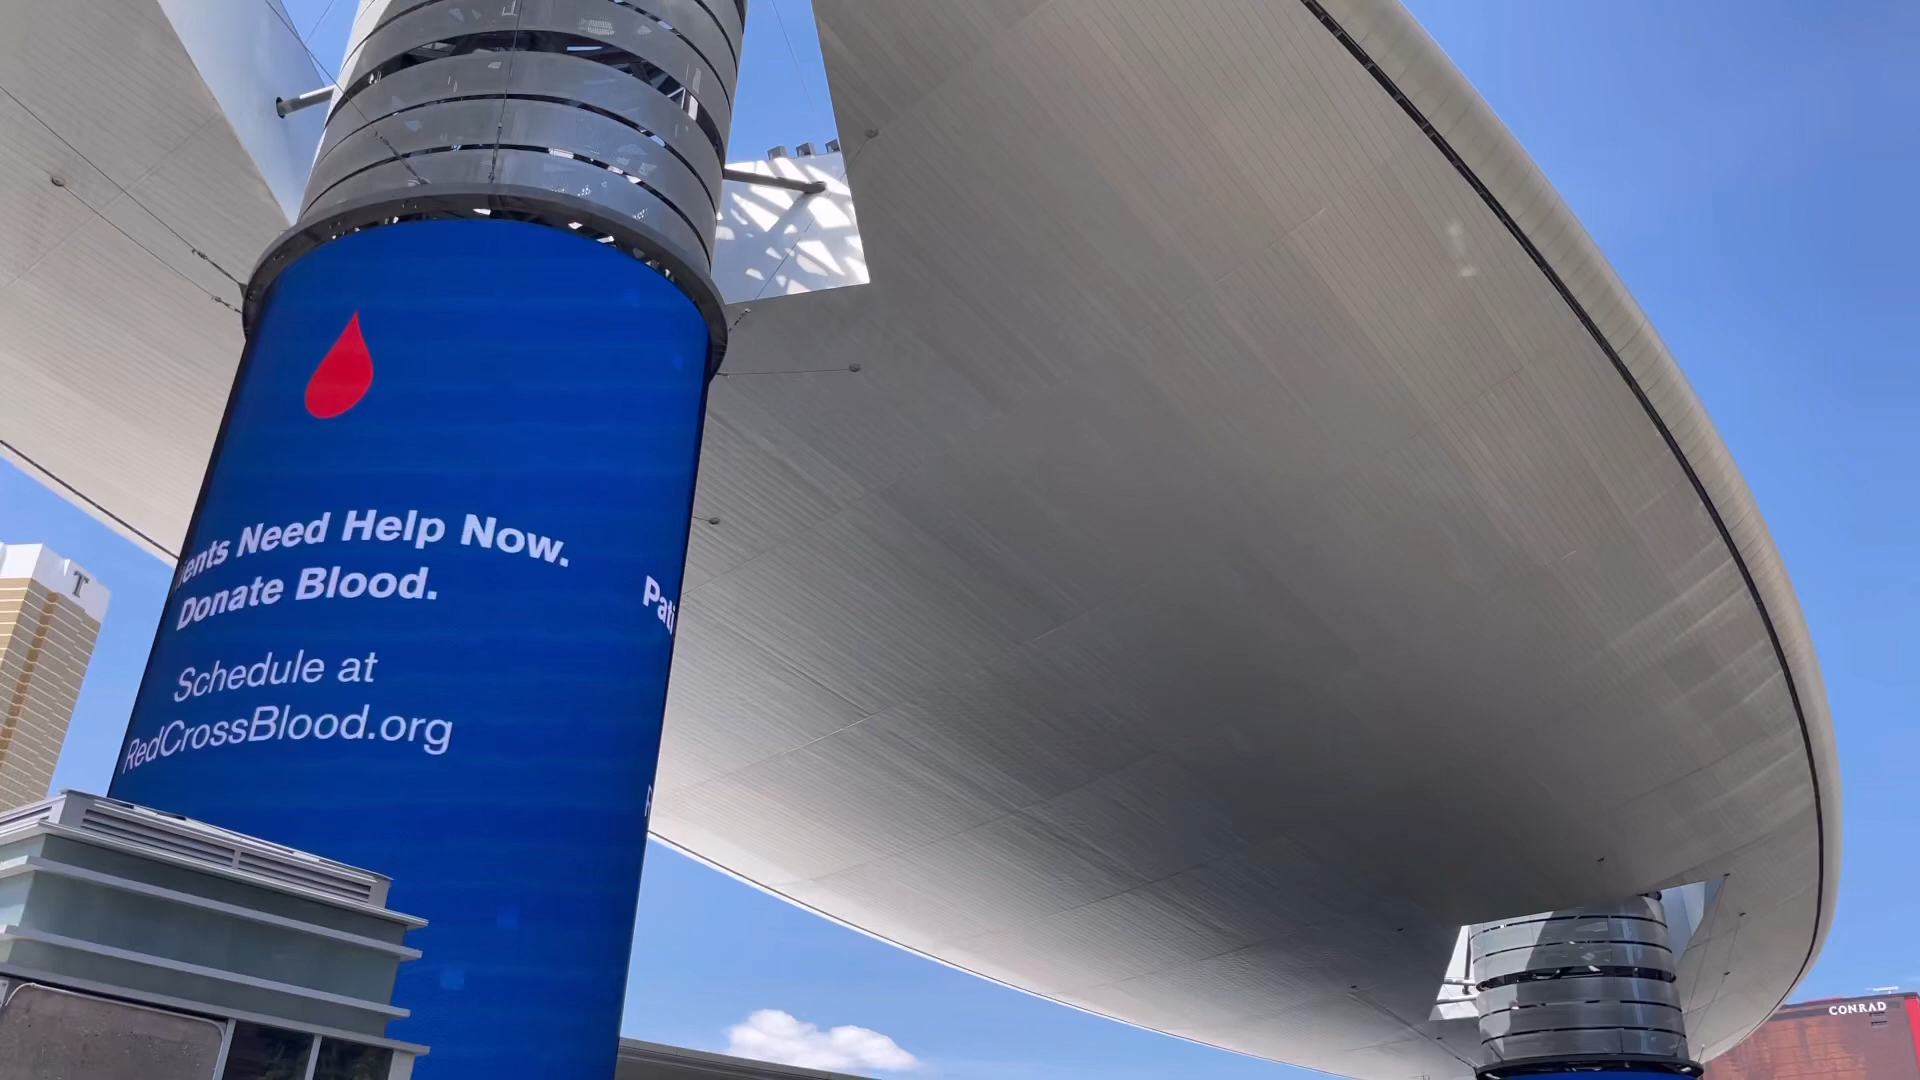 ients Need Help Now.
Donate Blood.
Schedule at
RedCrossBlood.org
Pati
R
T
CONRAD